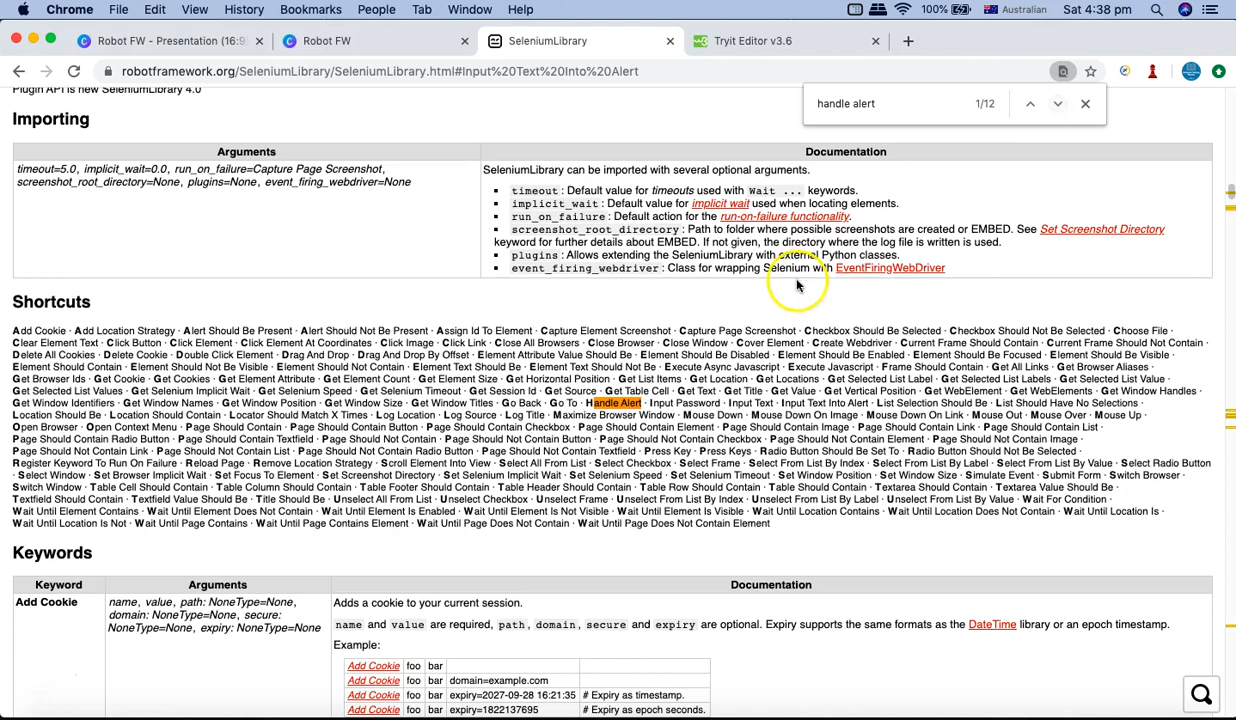 Chrome File Edit View History Bookmarks People Tab Window Help 100% Australian Sat 4:38 pm
Robot FW - Presentation (16:9) Robot FW SeleniumLibrary Tryit Editor v3.6
robotframework.org/SeleniumLibrary/SeleniumLibrary.html#Input%20Text%20Into%20Alert
handle alert 1/12
Plugin API is new SeleniumLibrary 4.0
Importing
Arguments Documentation
timeout=5.0, implicit_wait=0.0, run_on_failure=Capture Page Screenshot,
screenshot_root_directory=None, plugins=None, event_firing_webdriver=None
SeleniumLibrary can be imported with several optional arguments.
timeout: Default value for timeouts used with Wait ... keywords.
implicit_wait: Default value for implicit wait used when locating elements.
run_on_failure: Default action for the run-on-failure functionality.
screenshot_root_directory: Path to folder where possible screenshots are created or EMBED. See Set Screenshot Directory
keyword for further details about EMBED. If not given, the directory where the log file is written is used.
plugins: Allows extending the SeleniumLibrary with external Python classes.
event_firing_webdriver: Class for wrapping Selenium with EventFiringWebDriver
Shortcuts
Add Cookie · Add Location Strategy · Alert Should Be Present · Alert Should Not Be Present · Assign Id To Element · Capture Element Screenshot · Capture Page Screenshot · Checkbox Should Be Selected · Checkbox Should Not Be Selected · Choose File ·
Clear Element Text · Click Button · Click Element · Click Element At Coordinates · Click Image · Click Link · Close All Browsers · Close Browser · Close Window · Cover Element · Create Webdriver · Current Frame Should Contain · Current Frame Should Not Contain ·
Delete All Cookies · Delete Cookie · Double Click Element · Drag And Drop · Drag And Drop By Offset · Element Attribute Value Should Be · Element Should Be Disabled · Element Should Be Enabled · Element Should Be Focused · Element Should Be Visible ·
Element Should Contain · Element Should Not Be Visible · Element Should Not Contain · Element Text Should Be · Element Text Should Not Be · Execute Async Javascript · Execute Javascript · Frame Should Contain · Get All Links · Get Browser Aliases ·
Get Browser Ids · Get Cookie · Get Cookies · Get Element Attribute · Get Element Count · Get Element Size · Get Horizontal Position · Get List Items · Get Location · Get Locations · Get Selected List Label · Get Selected List Labels · Get Selected List Value ·
Get Selected List Values · Get Selenium Implicit Wait · Get Selenium Speed · Get Selenium Timeout · Get Session Id · Get Source · Get Table Cell · Get Text · Get Title · Get Value · Get Vertical Position · Get WebElement · Get WebElements · Get Window Handles ·
Get Window Identifiers · Get Window Names · Get Window Position · Get Window Size · Get Window Titles · Go Back · Go To · Handle Alert · Input Password · Input Text · Input Text Into Alert · List Selection Should Be · List Should Have No Selections ·
Location Should Be · Location Should Contain · Locator Should Match X Times · Log Location · Log Source · Log Title · Maximize Browser Window · Mouse Down · Mouse Down On Image · Mouse Down On Link · Mouse Out · Mouse Over · Mouse Up ·
Open Browser · Open Context Menu · Page Should Contain · Page Should Contain Button · Page Should Contain Checkbox · Page Should Contain Element · Page Should Contain Image · Page Should Contain Link · Page Should Contain List ·
Page Should Contain Radio Button · Page Should Contain Textfield · Page Should Not Contain · Page Should Not Contain Button · Page Should Not Contain Checkbox · Page Should Not Contain Element · Page Should Not Contain Image ·
Page Should Not Contain Link · Page Should Not Contain List · Page Should Not Contain Radio Button · Page Should Not Contain Textfield · Press Key · Press Keys · Radio Button Should Be Set To · Radio Button Should Not Be Selected ·
Register Keyword To Run On Failure · Reload Page · Remove Location Strategy · Scroll Element Into View · Select All From List · Select Checkbox · Select Frame · Select From List By Index · Select From List By Label · Select From List By Value · Select Radio Button
· Select Window · Set Browser Implicit Wait · Set Focus To Element · Set Screenshot Directory · Set Selenium Implicit Wait · Set Selenium Speed · Set Selenium Timeout · Set Window Position · Set Window Size · Simulate Event · Submit Form · Switch Browser ·
Switch Window · Table Cell Should Contain · Table Column Should Contain · Table Footer Should Contain · Table Header Should Contain · Table Row Should Contain · Table Should Contain · Textarea Should Contain · Textarea Value Should Be ·
Textfield Should Contain · Textfield Value Should Be · Title Should Be · Unselect All From List · Unselect Checkbox · Unselect Frame · Unselect From List By Index · Unselect From List By Label · Unselect From List By Value · Wait For Condition ·
Wait Until Element Contains · Wait Until Element Does Not Contain · Wait Until Element Is Enabled · Wait Until Element Is Not Visible · Wait Until Element Is Visible · Wait Until Location Contains · Wait Until Location Does Not Contain · Wait Until Location Is ·
Wait Until Location Is Not · Wait Until Page Contains · Wait Until Page Contains Element · Wait Until Page Does Not Contain · Wait Until Page Does Not Contain Element
Keywords
Keyword Arguments Documentation
Add Cookie
name, value, path: NoneType=None,
domain: NoneType=None, secure:
NoneType=None, expiry: NoneType=None
Adds a cookie to your current session.
name and value are required, path, domain, secure and expiry are optional. Expiry supports the same formats as the DateTime library or an epoch timestamp.
Example:
Add Cookie foo bar
Add Cookie foo bar domain=example.com
Add Cookie foo bar expiry=2027-09-28 16:21:35 # Expiry as timestamp.
Add Cookie foo bar expiry=1822137695 # Expiry as epoch seconds.